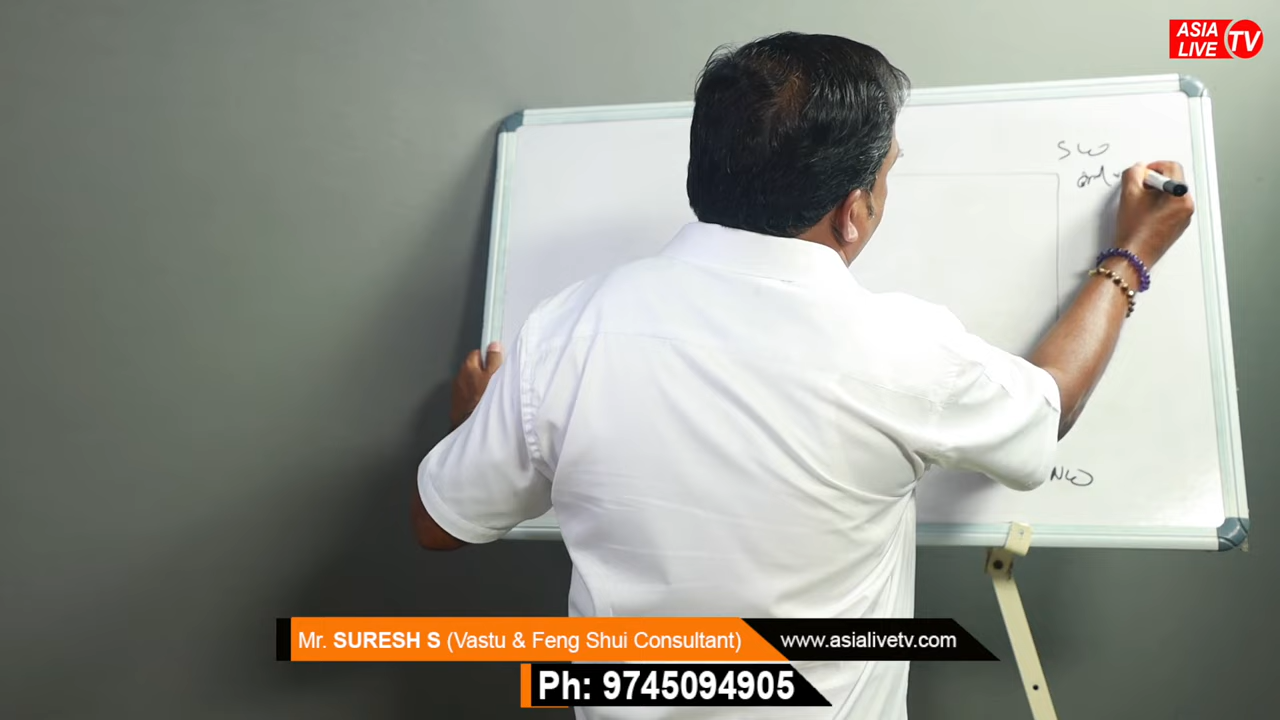 ASIA
LIVE TV
SW
NW
Mr. SURESH S (Vastu & Feng Shui Consultant)
www.asialivetv.com
Ph: 9745094905